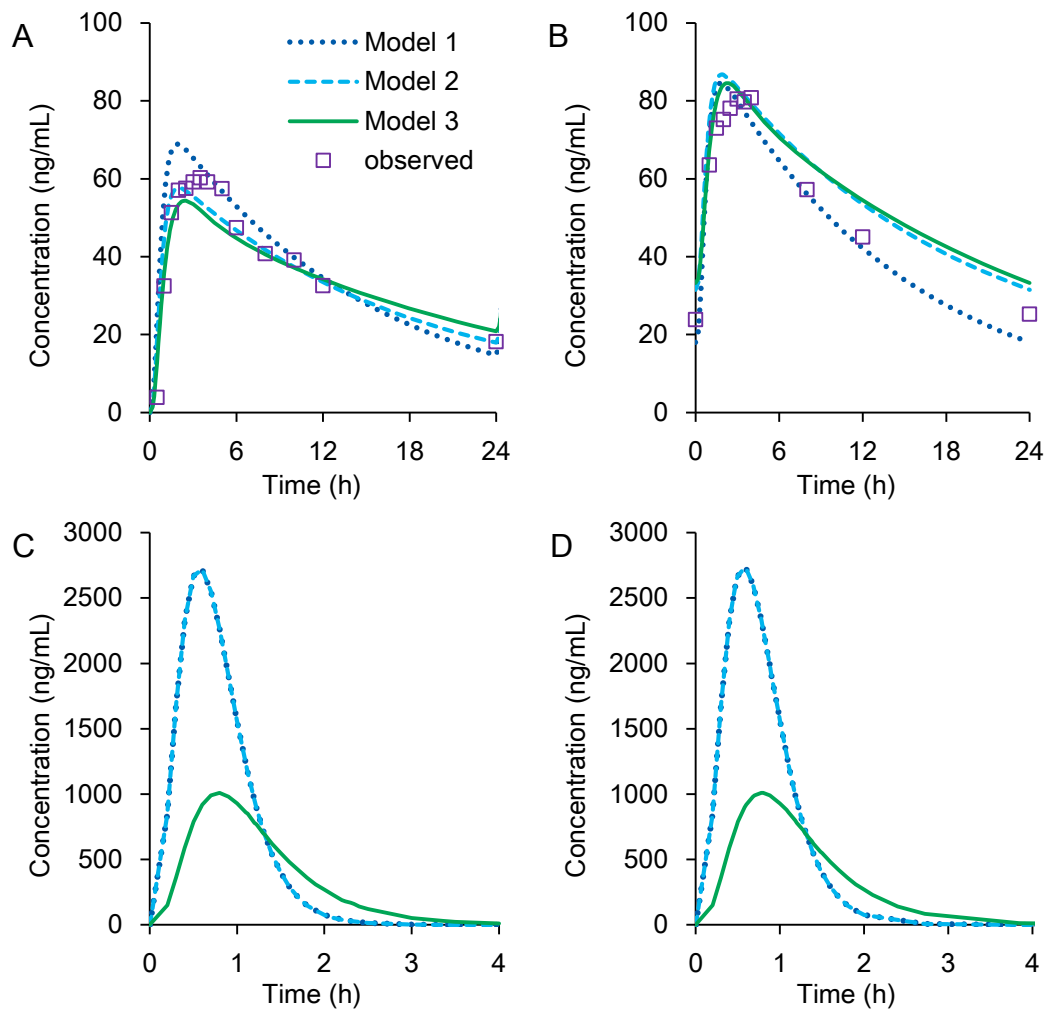 A
Concentration (ng/mL)
100
80
60
40
20
0
0 6 12 18 24
Time (h)
Model 1
Model 2
Model 3
observed
B
Concentration (ng/mL)
100
80
60
40
20
0
0 6 12 18 24
Time (h)
C
Concentration (ng/mL)
3000
2500
2000
1500
1000
500
0
0 1 2 3 4
Time (h)
D
Concentration (ng/mL)
3000
2500
2000
1500
1000
500
0
0 1 2 3 4
Time (h)